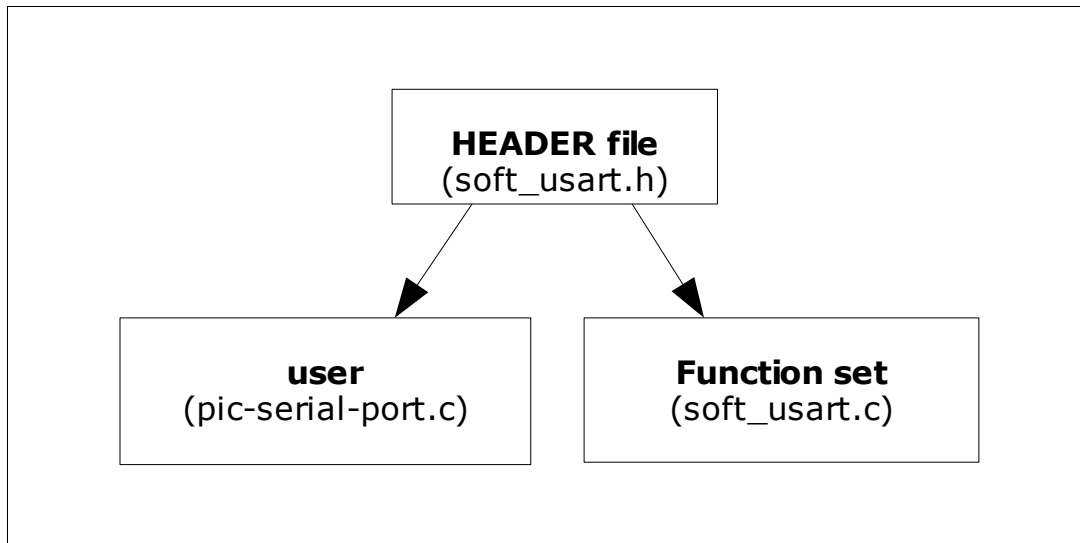 HEADER file
(soft_usart.h)
user
(pic-serial-port.c)
Function set
(soft_usart.c)